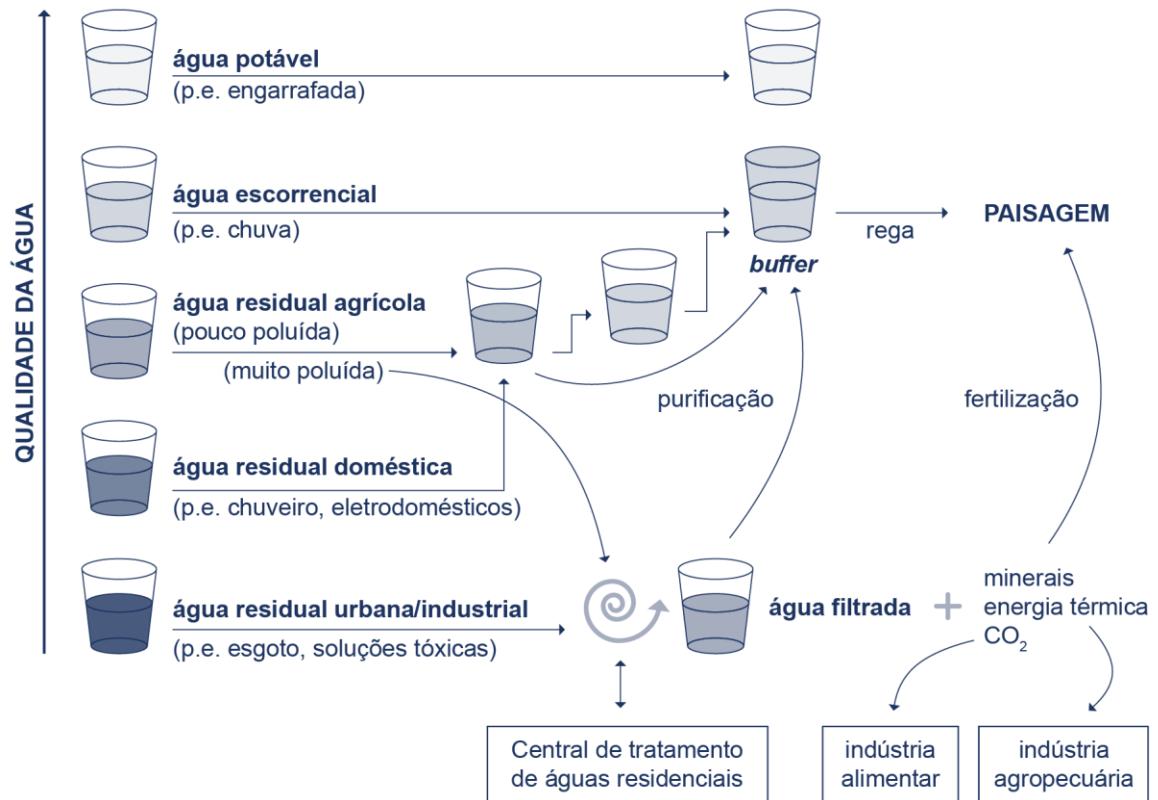 QUALIDADE DA ÁGUA
água potável
(p.e. engarrafada)
água escorrencial
(p.e. chuva)
buffer
rega
PAISAGEM
água residual agrícola
(pouco poluída)
(muito poluída)
purificação
fertilização
água residual doméstica
(p.e. chuveiro, eletrodomésticos)
água residual urbana/industrial
(p.e. esgoto, soluções tóxicas)
água filtrada
+
minerais
energia térmica
CO₂
Central de tratamento
de águas residenciais
indústria
alimentar
indústria
agropecuária